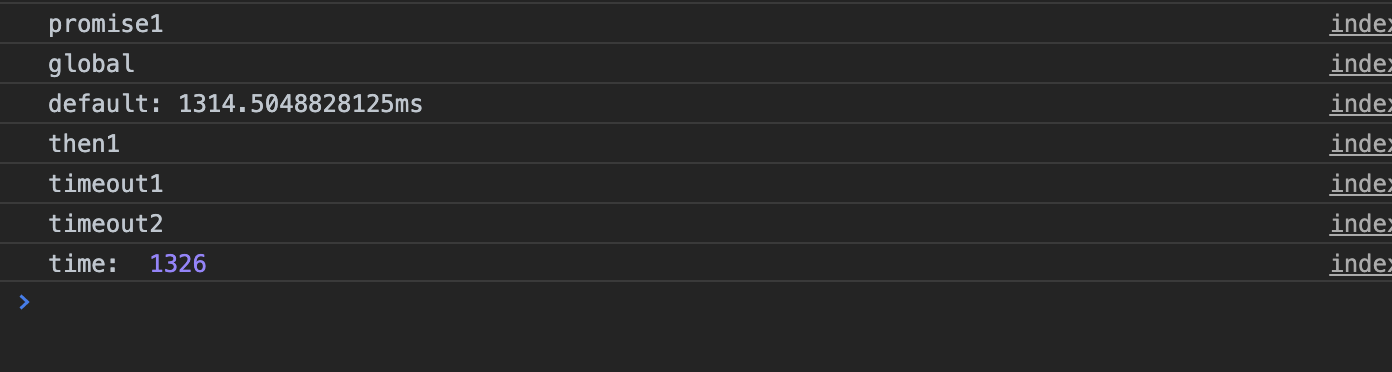 promise1 index
global index
default: 1314.5048828125ms index
then1 index
timeout1 index
timeout2 index
time: 1326 index
>